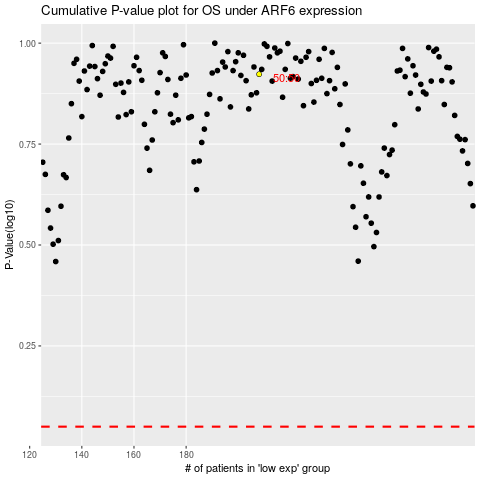 Cumulative P-value plot for OS under ARF6 expression
P-Value(log10)
1.00
0.75
0.50
0.25
50:50
120 140 160 180
# of patients in 'low exp' group